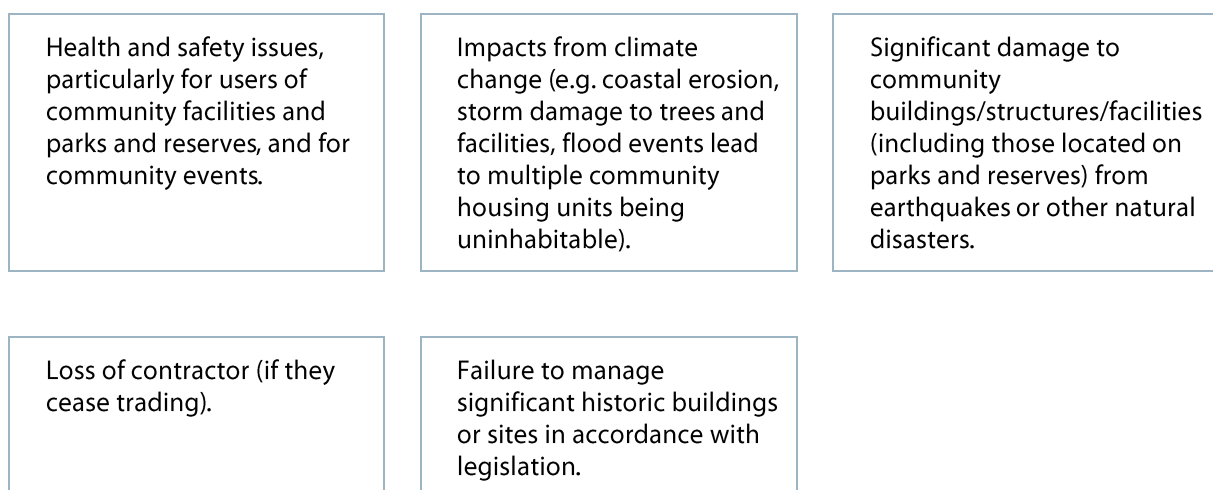 Health and safety issues,
particularly for users of
community facilities and
parks and reserves, and for
community events.
Impacts from climate
change (e.g. coastal erosion,
storm damage to trees and
facilities, flood events lead
to multiple community
housing units being
uninhabitable).
Significant damage to
community
buildings/structures/facilities
(including those located on
parks and reserves) from
earthquakes or other natural
disasters.
Loss of contractor (if they
cease trading).
Failure to manage
significant historic buildings
or sites in accordance with
legislation.